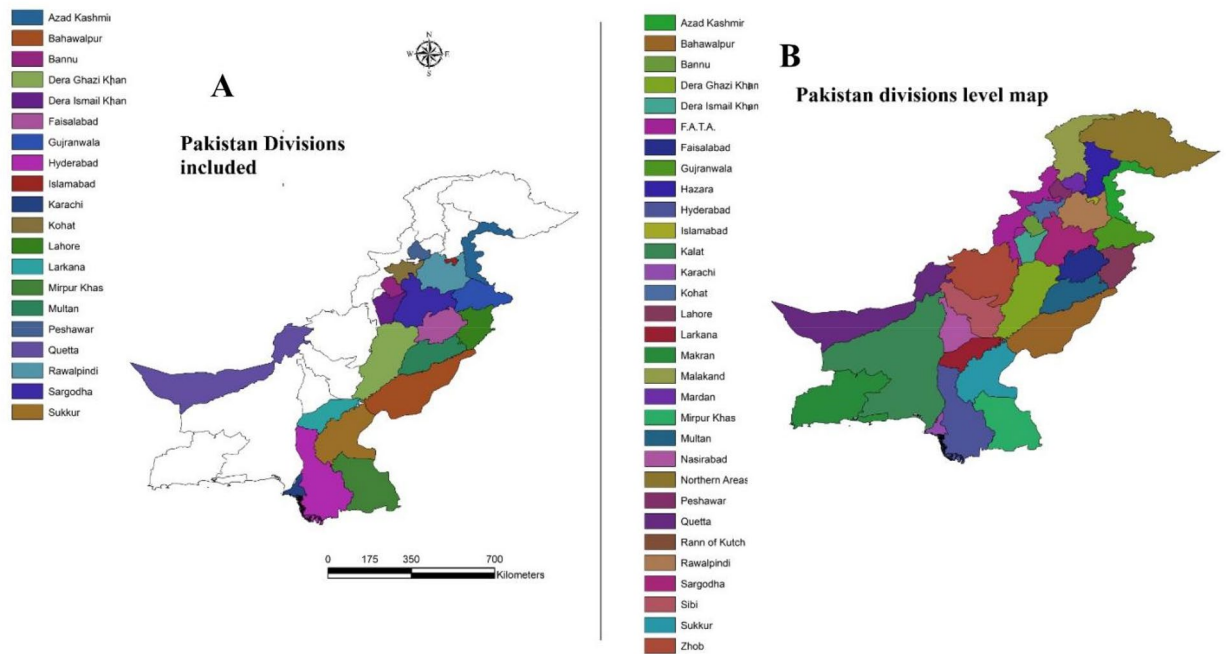 Azad Kashmir
Bahawalpur
Bannu
Dera Ghazi Khan
Dera Ismail Khan
Faisalabad
Gujranwala
Hyderabad
Islamabad
Karachi
Kohat
Lahore
Larkana
Mirpur Khas
Multan
Peshawar
Quetta
Rawalpindi
Sargodha
Sukkur
A
Pakistan Divisions
included
N
W
E
S
0 175 350 700
Kilometers
Azad Kashmir
Bahawalpur
Bannu
Dera Ghazi Khan
Dera Ismail Khan
F.A.T.A.
Faisalabad
Gujranwala
Hazara
Hyderabad
Islamabad
Kalat
Karachi
Kohat
Lahore
Larkana
Makran
Malakand
Mardan
Mirpur Khas
Multan
Nasirabad
Northern Areas
Peshawar
Quetta
Rann of Kutch
Rawalpindi
Sargodha
Sibi
Sukkur
Zhob
B
Pakistan divisions level map